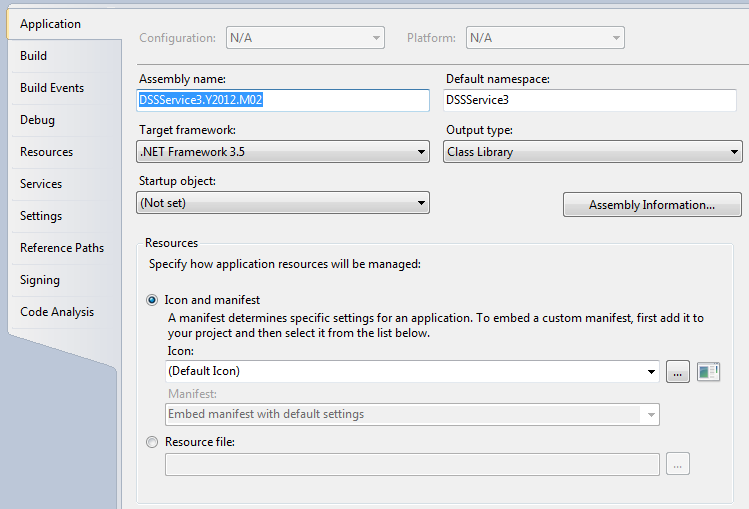 Application
Build
Build Events
Debug
Resources
Services
Settings
Reference Paths
Signing
Code Analysis
Configuration: N/A Platform: N/A
Assembly name: Default namespace:
DSSService3.Y2012.M02 DSSService3
Target framework: Output type:
.NET Framework 3.5 Class Library
Startup object:
(Not set) Assembly Information...
Resources
Specify how application resources will be managed:
Icon and manifest
A manifest determines specific settings for an application. To embed a custom manifest, first add it to
your project and then select it from the list below.
Icon:
(Default Icon) ...
Manifest:
Embed manifest with default settings
Resource file:
...